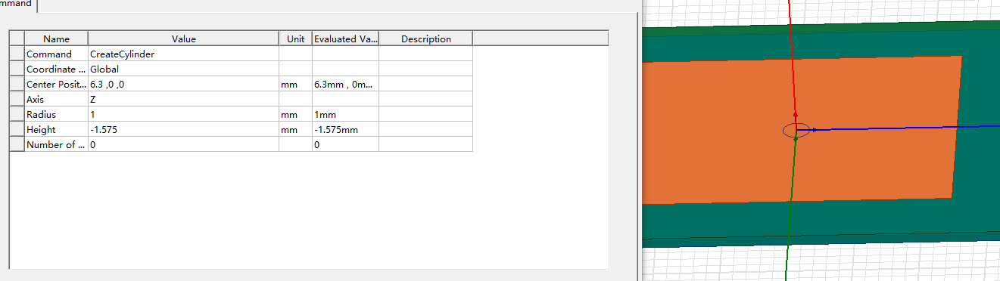 mmand
Name Value Unit Evaluated Va... Description
Command CreateCylinder
Coordinate ... Global
Center Posit... 6.3 ,0 ,0 mm 6.3mm , 0m...
Axis Z
Radius 1 mm 1mm
Height -1.575 mm -1.575mm
Number of ... 0 0